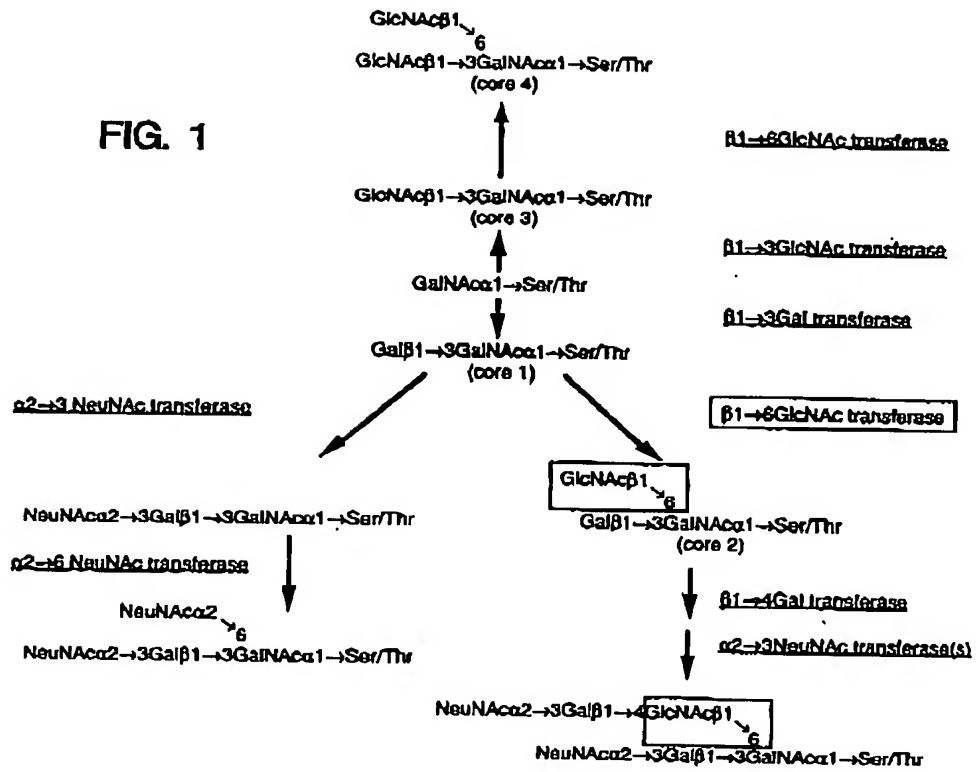 GlcNAcβ1
↘6
GlcNAcβ1→3GalNAcα1→Ser/Thr
(core 4)
FIG. 1
β1→6GlcNAc transferase
GlcNAcβ1→3GalNAcα1→Ser/Thr
(core 3)
β1→3GlcNAc transferase
GalNAcα1→Ser/Thr
β1→3Gal transferase
Galβ1→3GalNAcα1→Ser/Thr
(core 1)
α2→3 NeuNAc transferase
β1→6GlcNAc transferase
GlcNAcβ1
↘6
NeuNAcα2→3Galβ1→3GalNAcα1→Ser/Thr
Galβ1→3GalNAcα1→Ser/Thr
(core 2)
α2→6 NeuNAc transferase
NeuNAcα2
↘6
NeuNAcα2→3Galβ1→3GalNAcα1→Ser/Thr
β1→4Gal transferase
α2→3NeuNAc transferase(s)
NeuNAcα2→3Galβ1→4GlcNAcβ1
↘6
NeuNAcα2→3Galβ1→3GalNAcα1→Ser/Thr